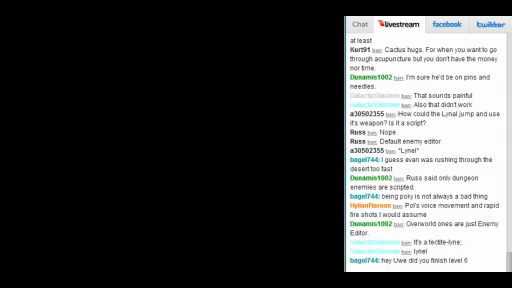 Chat livestream facebook twitter
at least
Kurt91 ban: Cactus hugs. For when you want to go
through acupuncture but you don't have the money
nor time.
Dunamis1002 ban: I'm sure he'd be on pins and
needles.
GalacticGlacieon ban: That sounds painful
ban: Also that didn't work
a30502355 ban: How could the Lynal jump and use
it's weapon? Is it a script?
Russ ban: Nope
Russ ban: Default enemy editor
a30502355 ban: *Lynel*
bagel744: I guess evan was rushing through the
desert too fast
Dunamis1002 ban: Russ said only dungeon
enemies are scripted.
bagel744: being poky is not always a bad thing
HylianFlareon ban: Pol's voice movement and rapid
fire shots I would assume
Dunamis1002 ban: Overworld ones are just Enemy
Editor.
ban: It's a tectite-lyne;
ban: lynel
bagel744: hey Uwe did you finish level 6